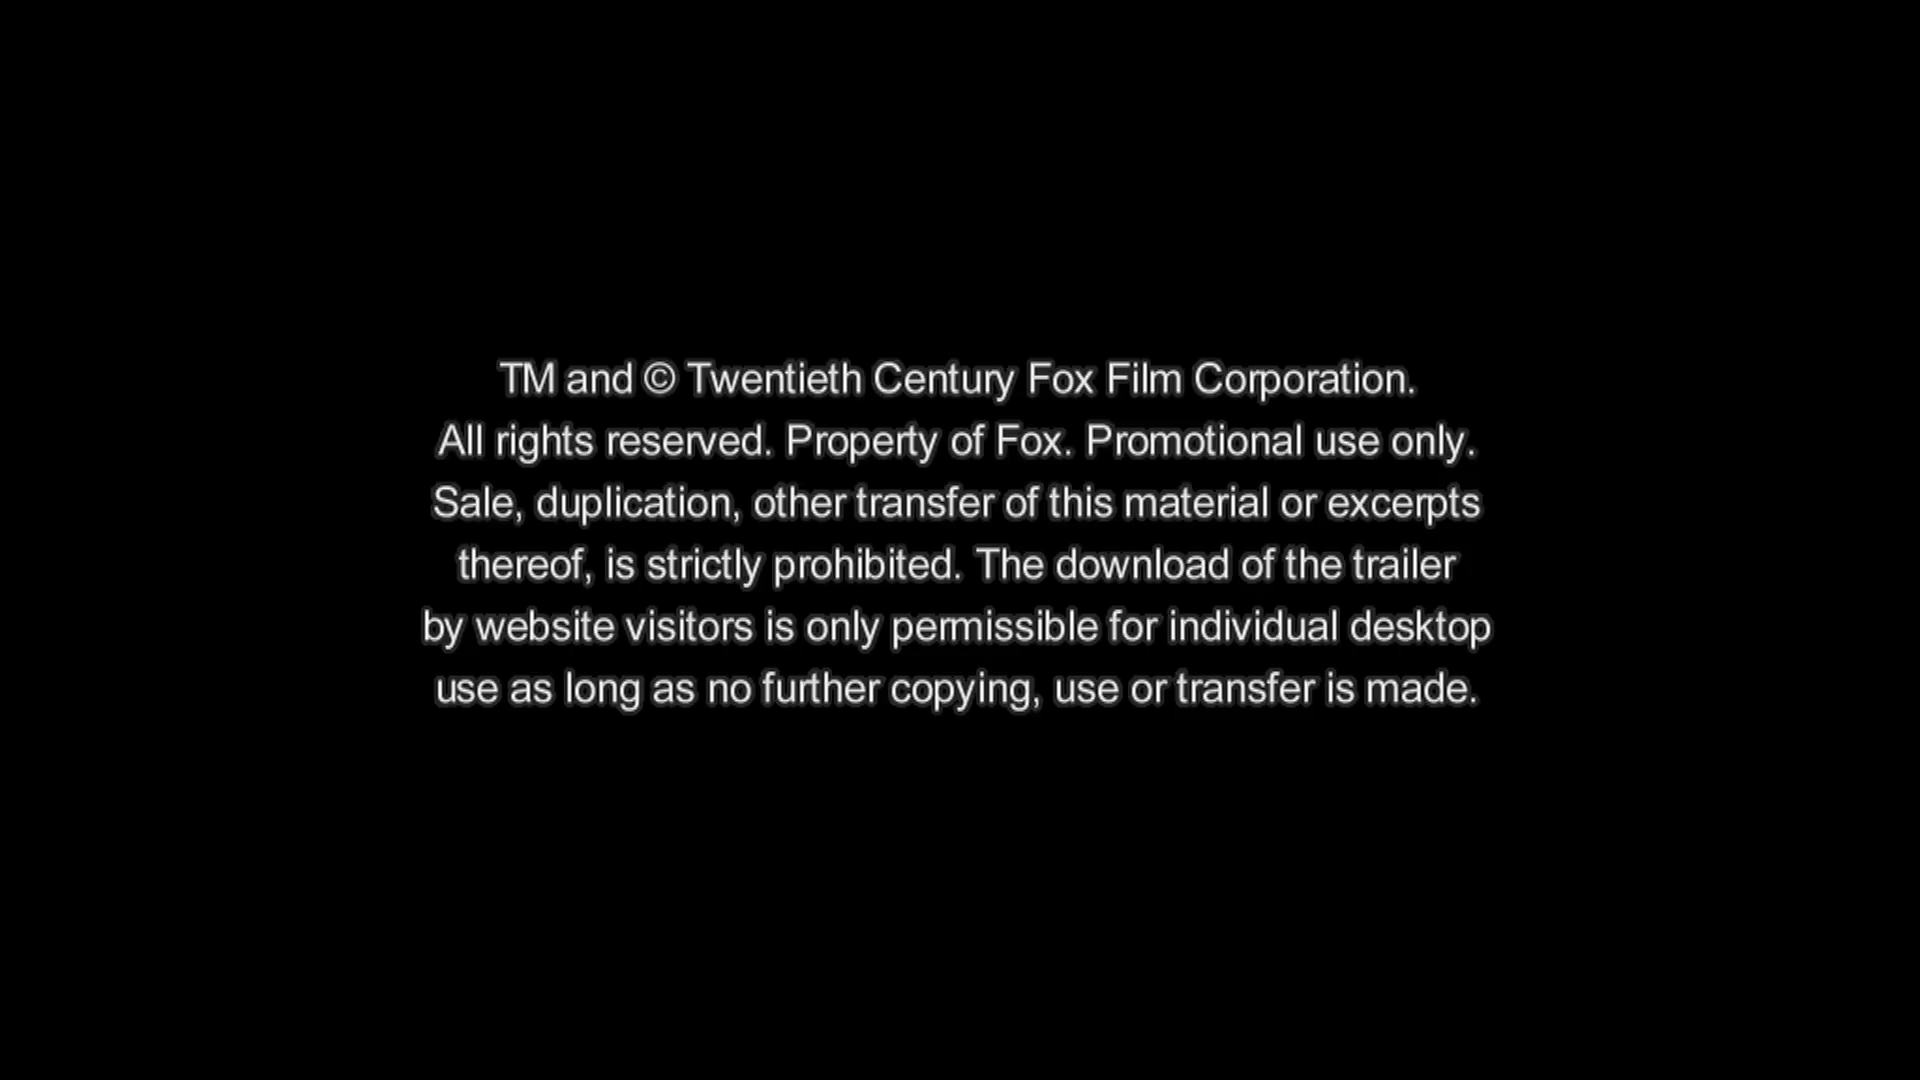 TM and © Twentieth Century Fox Film Corporation.
All rights reserved. Property of Fox. Promotional use only.
Sale, duplication, other transfer of this material or excerpts
thereof, is strictly prohibited. The download of the trailer
by website visitors is only permissible for individual desktop
use as long as no further copying, use or transfer is made.